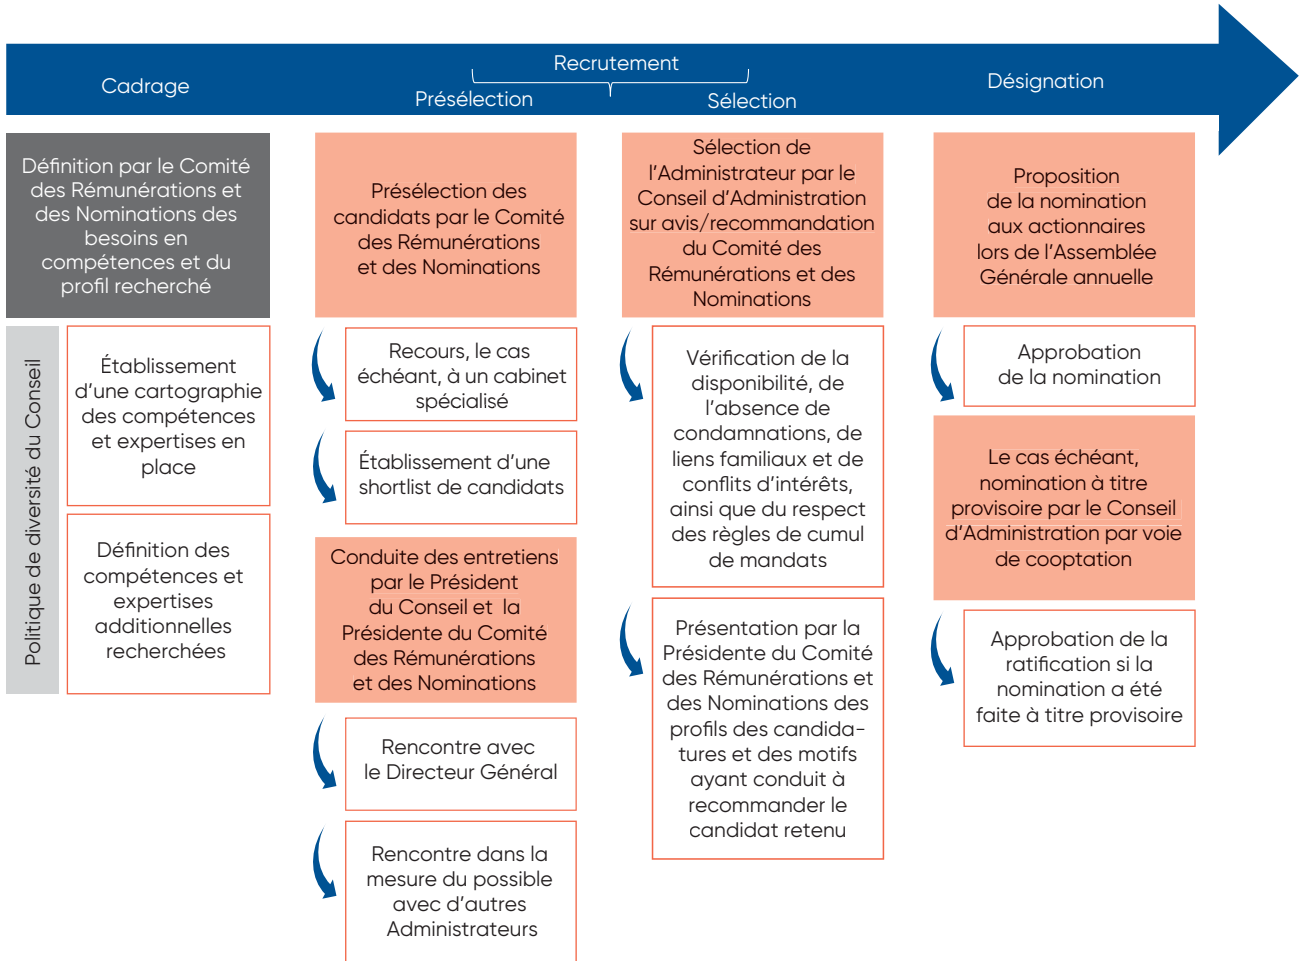 Cadrage
Recrutement
Présélection
Sélection
Désignation
Définition par le Comité
des Rémunérations et
des Nominations des
besoins en
compétences et du
profil recherché
Politique de diversité du Conseil
Établissement
d'une cartographie
des compétences
et expertises en
place
Définition des
compétences et
expertises
additionnelles
recherchées
Présélection des
candidats par le Comité
des Rémunérations
et des Nominations
Recours, le cas
échéant, à un cabinet
spécialisé
Établissement d'une
shortlist de candidats
Conduite des entretiens
par le Président
du Conseil et la
Présidente du Comité
des Rémunérations
et des Nominations
Rencontre avec
le Directeur Général
Rencontre dans la
mesure du possible
avec d'autres
Administrateurs
Sélection de
l'Administrateur par le
Conseil d'Administration
sur avis/recommandation
du Comité des
Rémunérations et des
Nominations
Vérification de la
disponibilité, de
l'absence de
condamnations, de
liens familiaux et de
conflits d'intérêts,
ainsi que du respect
des règles de cumul
de mandats
Présentation par la
Présidente du Comité
des Rémunérations et
des Nominations des
profils des candida-
tures et des motifs
ayant conduit à
recommander le
candidat retenu
Proposition
de la nomination
aux actionnaires
lors de l'Assemblée
Générale annuelle
Approbation
de la nomination
Le cas échéant,
nomination à titre
provisoire par le Conseil
d'Administration par voie
de cooptation
Approbation de la
ratification si la
nomination a été
faite à titre provisoire